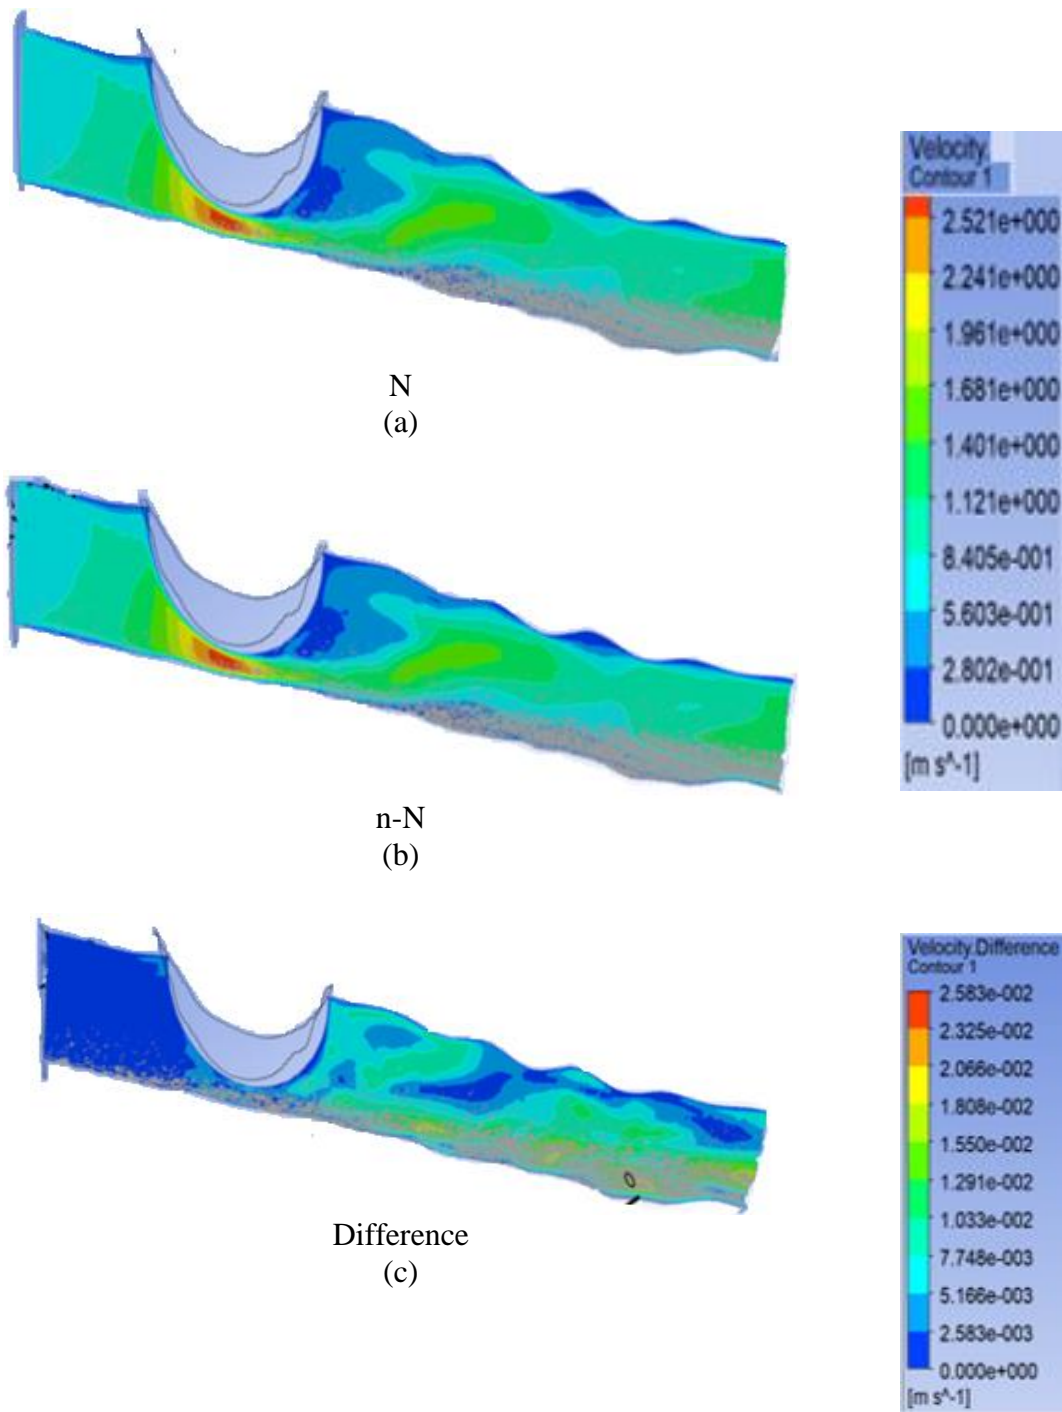 N
(a)
Velocity.
Contour 1
2.521e+000
2.241e+000
1.961e+000
1.681e+000
1.401e+000
1.121e+000
8.405e-001
5.603e-001
2.802e-001
0.000e+000
[m s^-1]
n-N
(b)
Difference
(c)
Velocity.Difference
Contour 1
2.583e-002
2.325e-002
2.066e-002
1.808e-002
1.550e-002
1.291e-002
1.033e-002
7.748e-003
5.166e-003
2.583e-003
0.000e+000
[m s^-1]